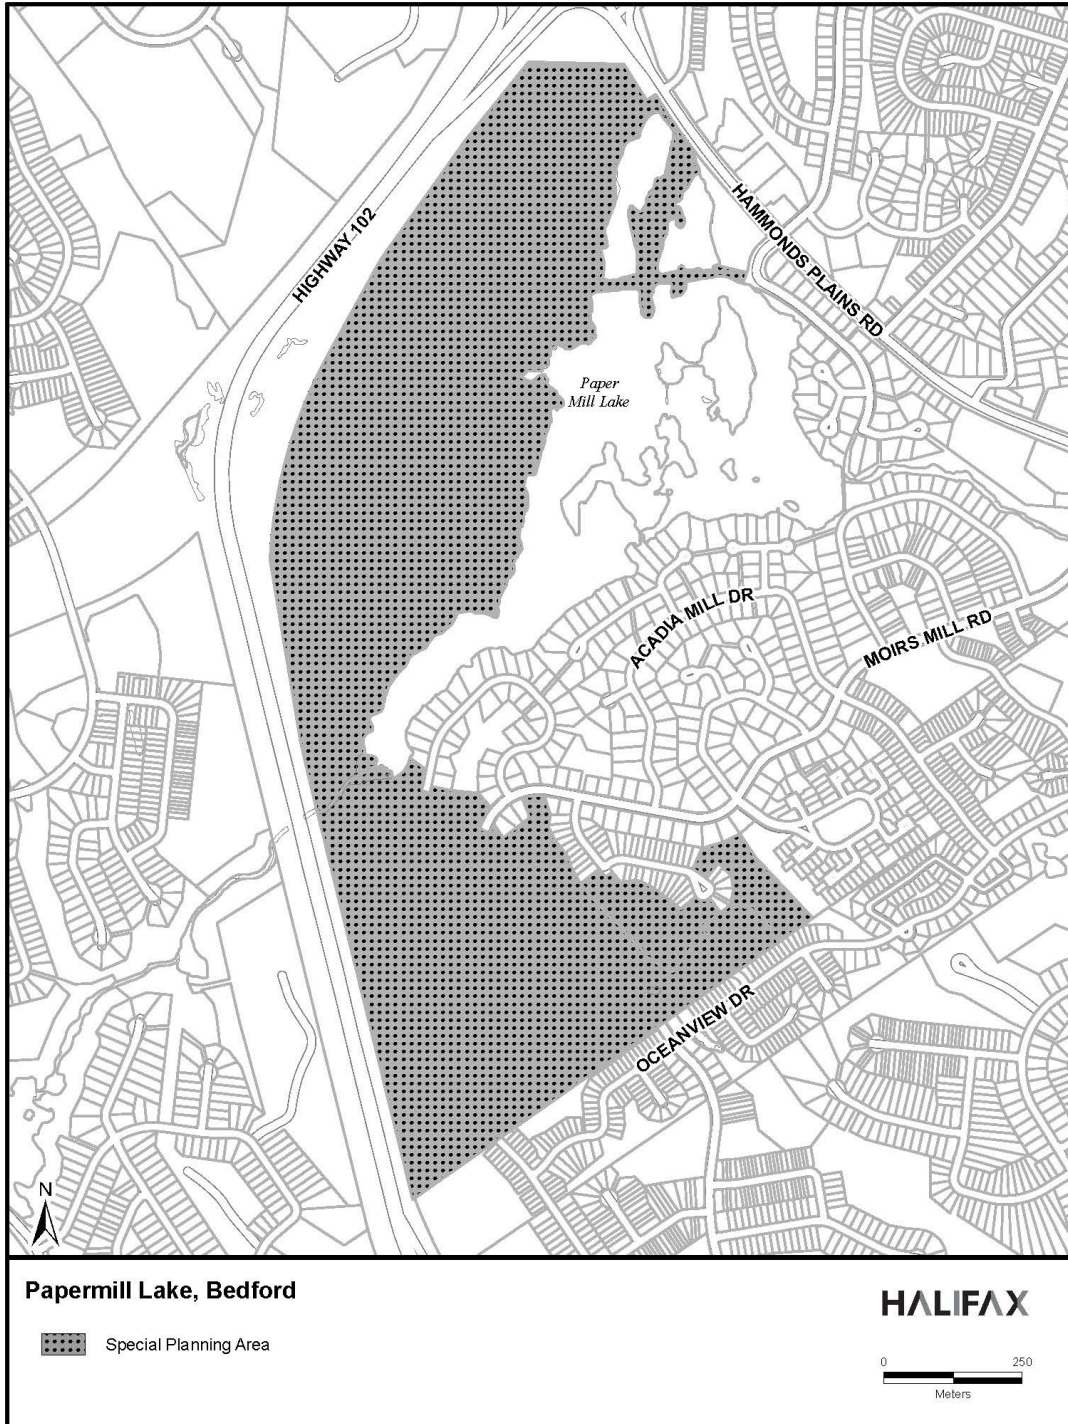 HIGHWAY 102
HAMMONDS PLAINS RD
Paper
Mill Lake
ACADIA MILL DR
MOIRS MILL RD
OCEANVIEW DR
N
Papermill Lake, Bedford
HALIFAX
Special Planning Area
0 250
Meters